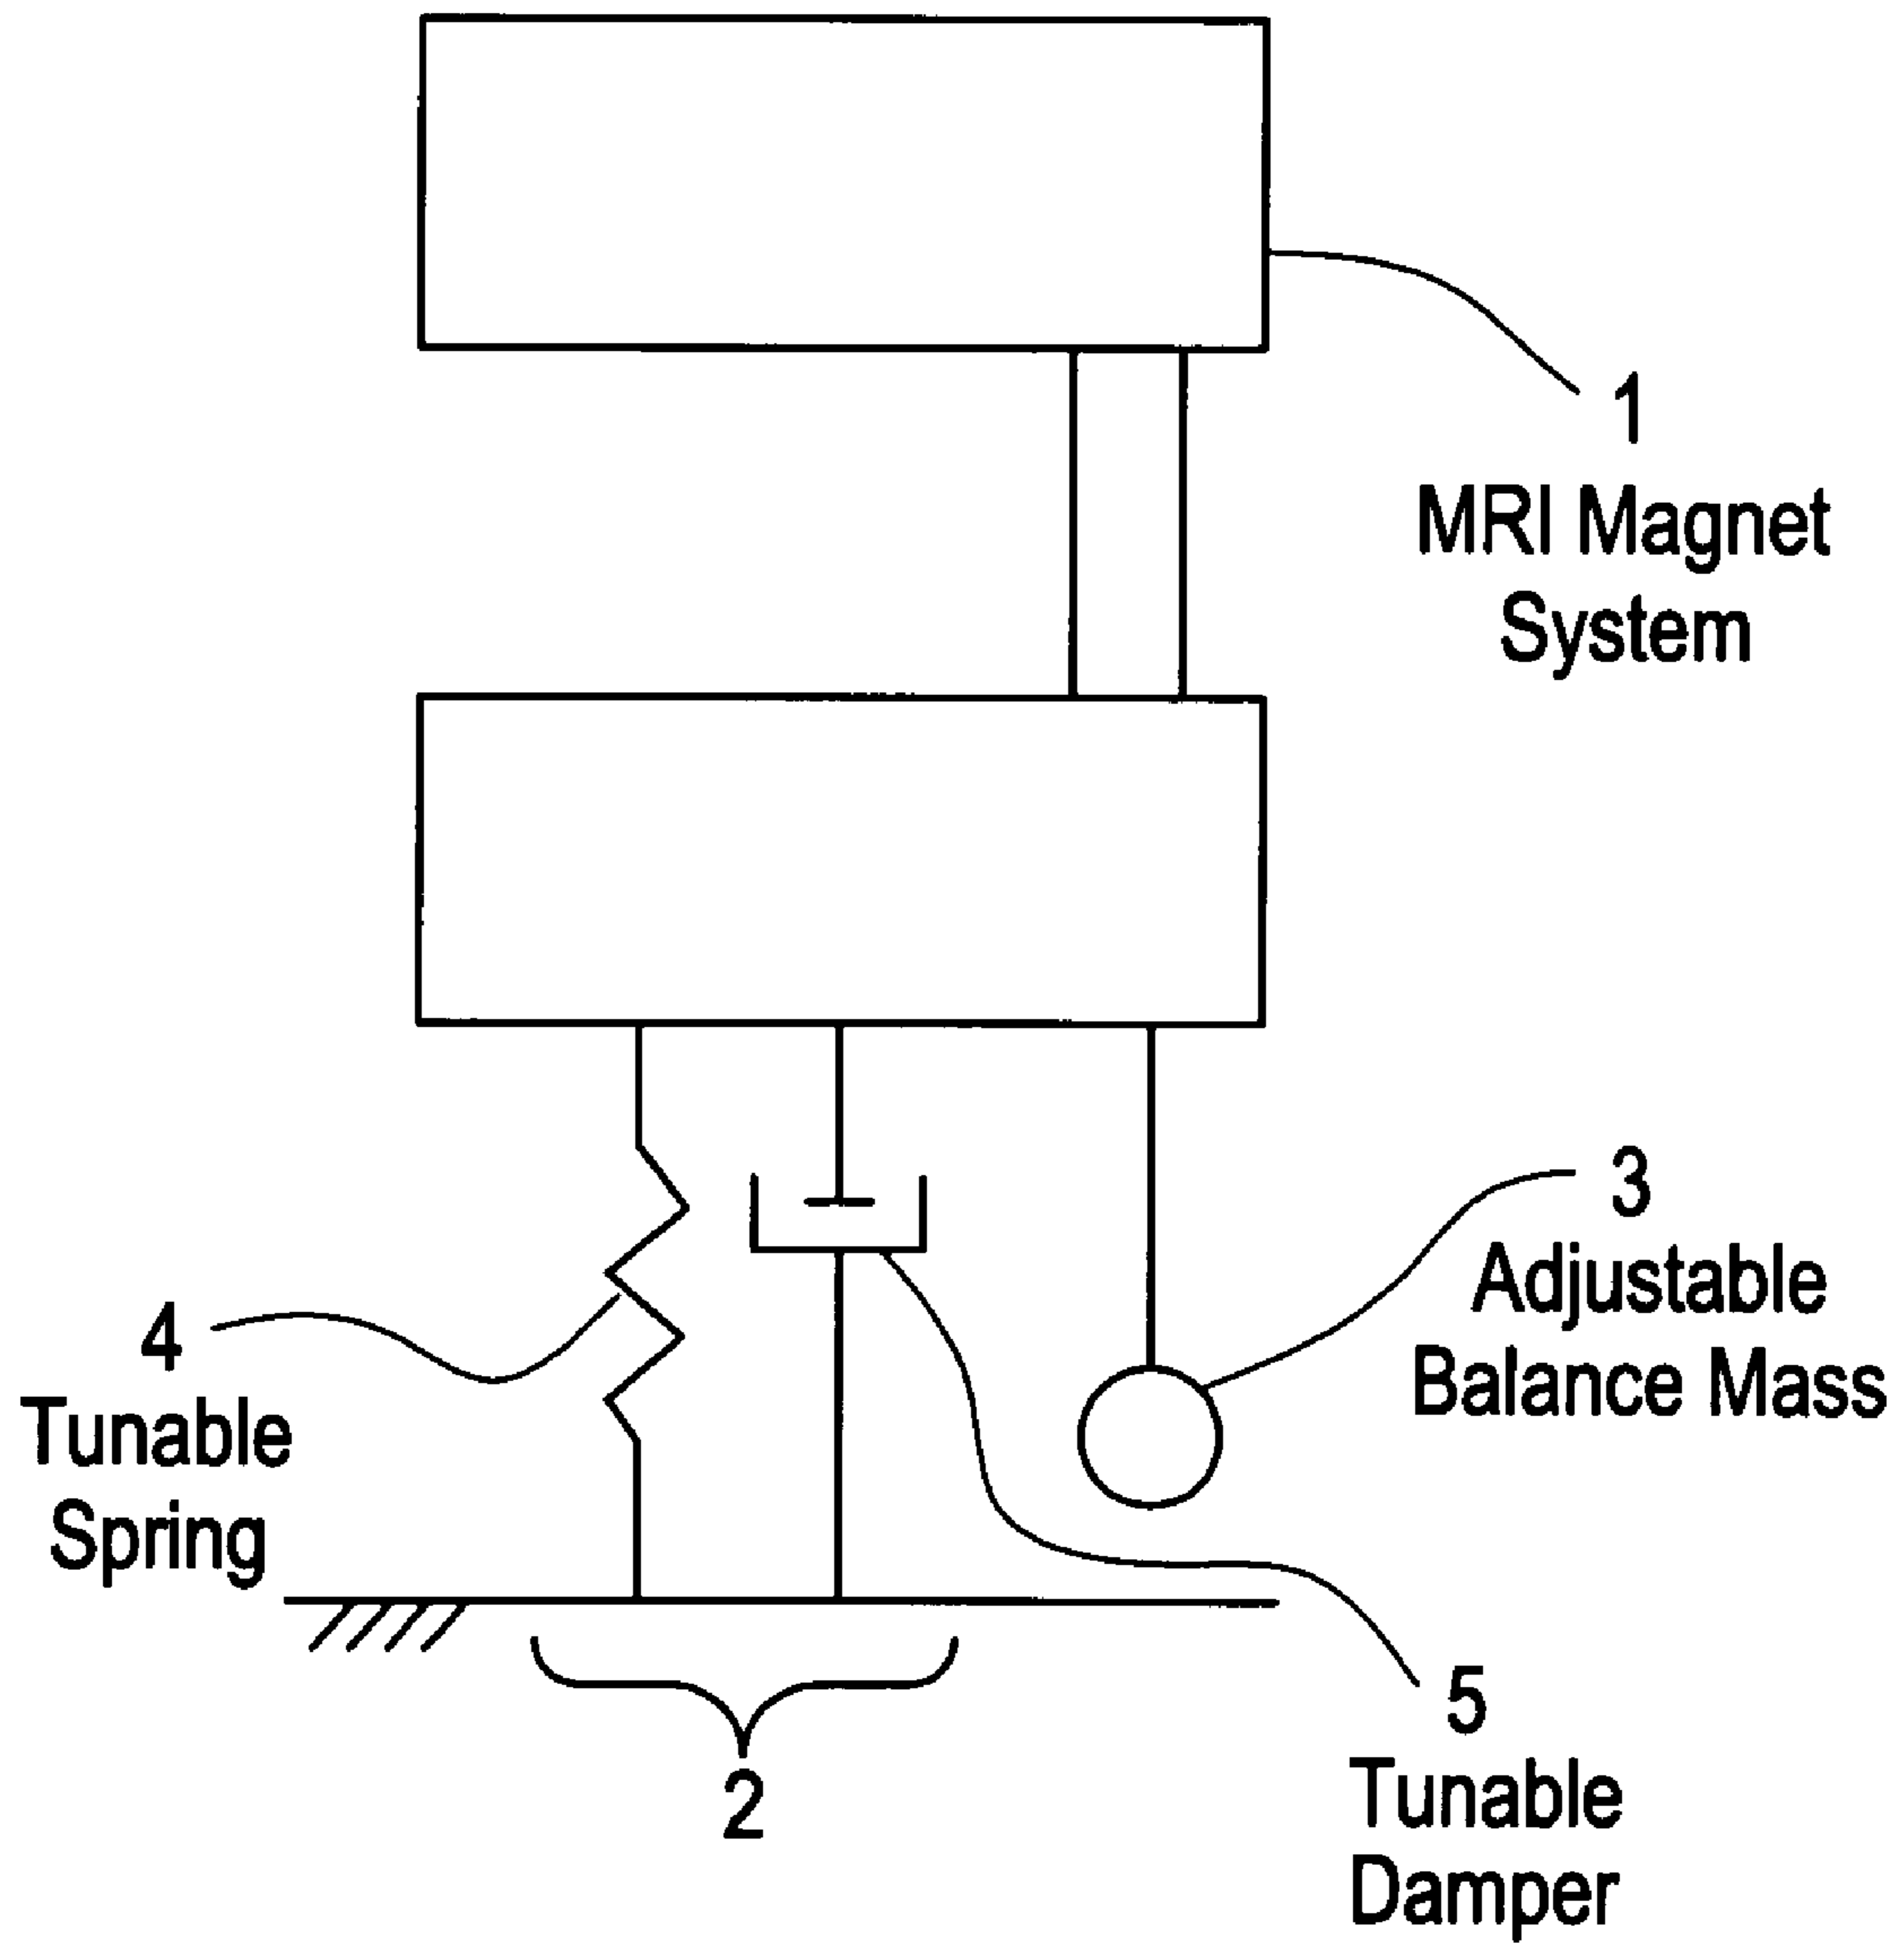 1
MRI Magnet
System
3
Adjustable
Balance Mass
4
Tunable
Spring
5
Tunable
Damper
2